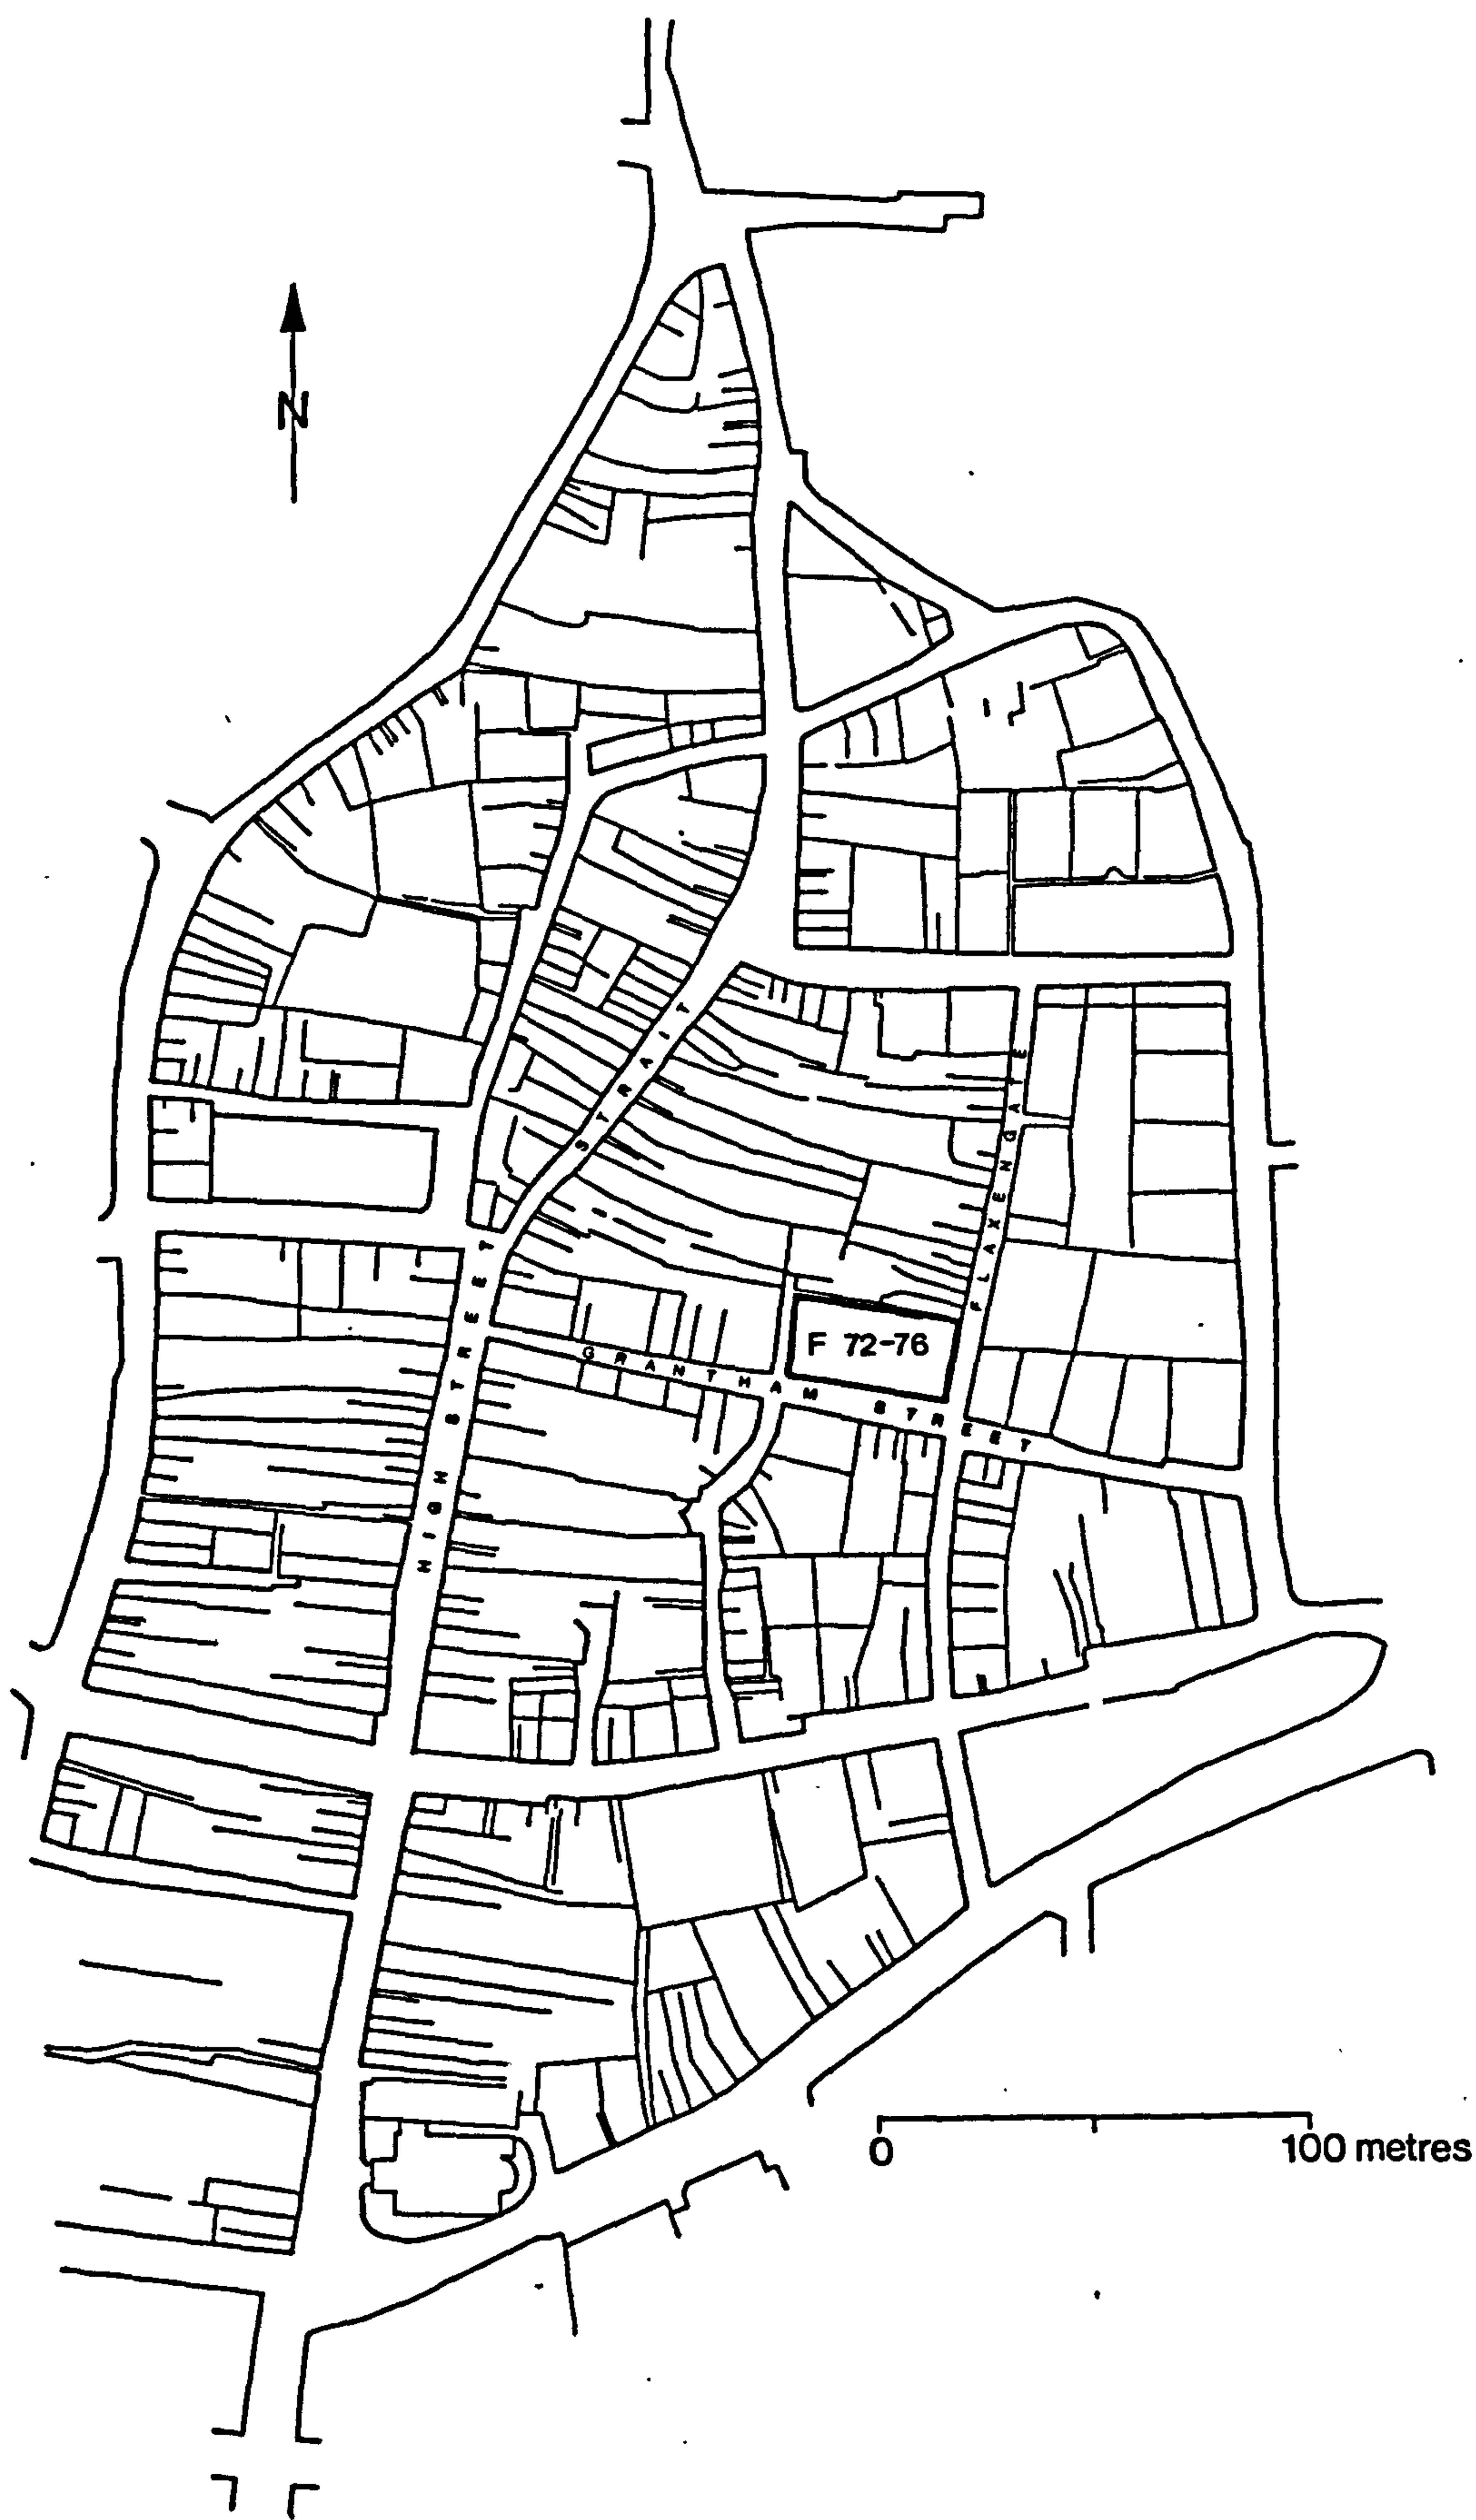 N
STRAIT
FLAXENGATE
HIGH STREET
F 72-76
GRANTHAM STREET
0
100 metres